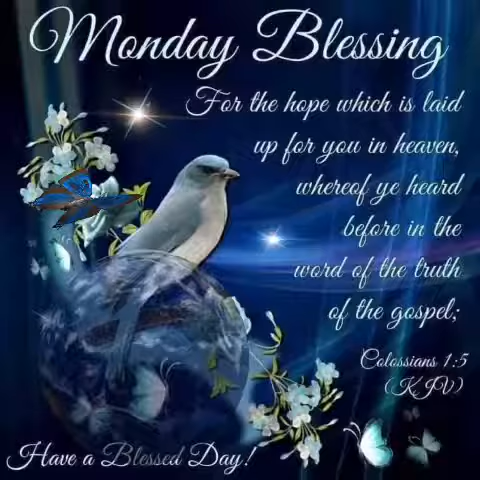 Monday Blessing
For the hope which is laid
up for you in heaven,
whereof ye heard
before in the
word of the truth
of the gospel;
Colossians 1:5
(KJV)
Have a Blessed Day!